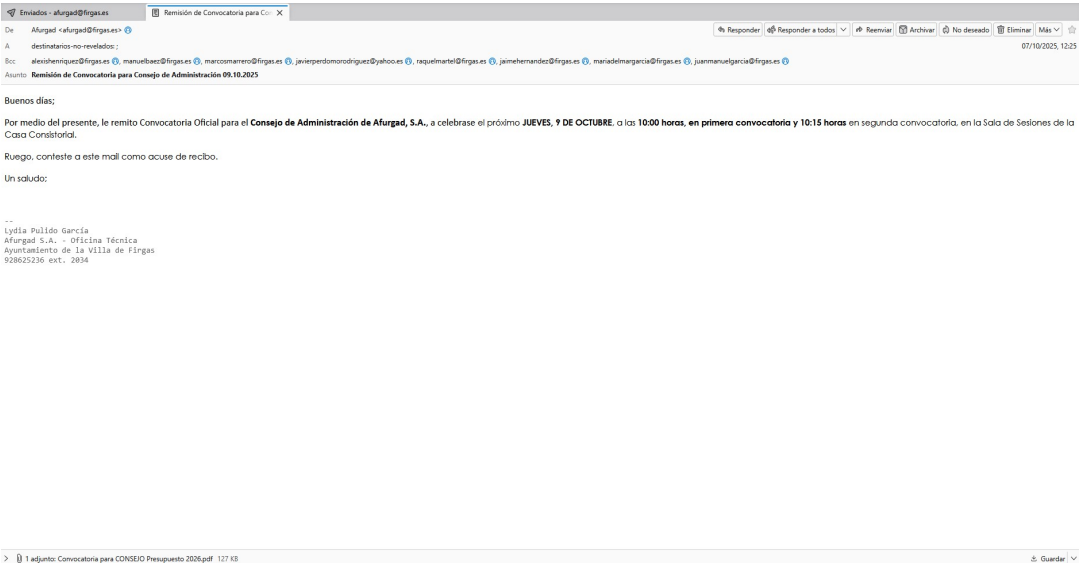 Enviados - afurgad@firgas.es
Remisión de Convocatoria para Co
De Afurgad <afurgad@firgas.es>
Responder Responder a todos Reenviar Archivar No deseado Eliminar Más
A destinatarios-no-revelados: ;
07/10/2025, 12:25
Bcc alexishenriquez@firgas.es, manuelbaez@firgas.es, marcosmarrero@firgas.es, javierperdomorodriguez@yahoo.es, raquelmartel@firgas.es, jaimehernandez@firgas.es, mariadelmargarcia@firgas.es, juanmanuelgarcia@firgas.es
Asunto Remisión de Convocatoria para Consejo de Administración 09.10.2025
Buenos días;
Por medio del presente, le remito Convocatoria Oficial para el Consejo de Administración de Afurgad, S.A., a celebrase el próximo JUEVES, 9 DE OCTUBRE, a las 10:00 horas, en primera convocatoria y 10:15 horas en segunda convocatoria, en la Sala de Sesiones de la
Casa Consistorial.
Ruego, conteste a este mail como acuse de recibo.
Un saludo;
--
Lydia Pulido García
Afurgad S.A. - Oficina Técnica
Ayuntamiento de la Villa de Firgas
928625236 ext. 2034
1 adjunto: Convocatoria para CONSEJO Presupuesto 2026.pdf 127 KB
Guardar